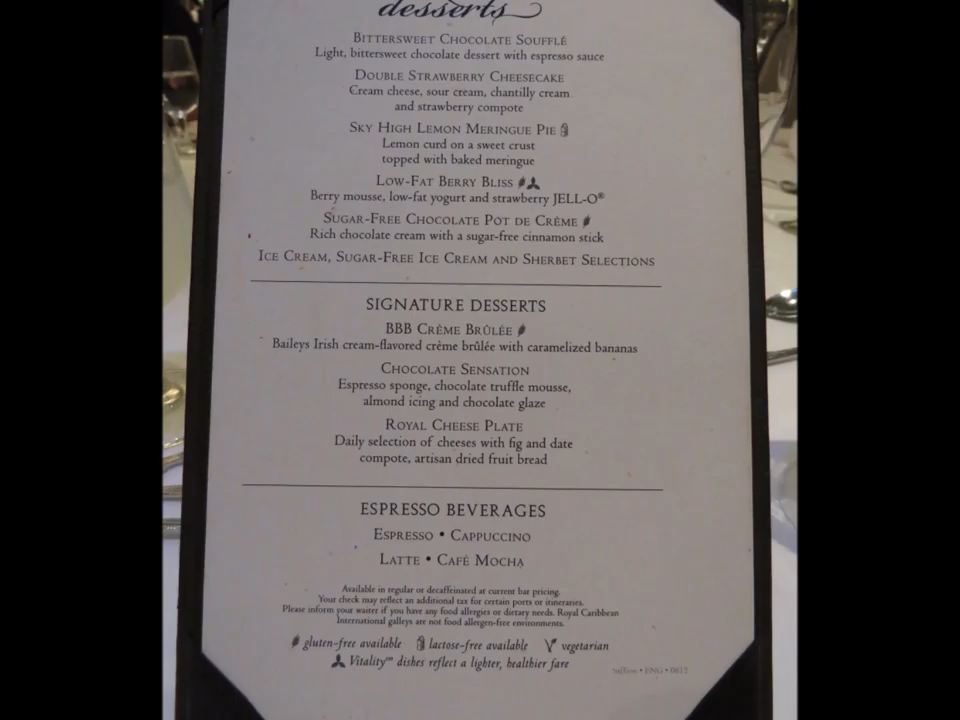 desserts
BITTERSWEET CHOCOLATE SOUFFLÉ
Light, bittersweet chocolate dessert with espresso sauce
DOUBLE STRAWBERRY CHEESECAKE
Cream cheese, sour cream, chantilly cream
and strawberry compote
SKY HIGH LEMON MERINGUE PIE
Lemon curd on a sweet crust
topped with baked meringue
LOW-FAT BERRY BLISS
Berry mousse, low-fat yogurt and strawberry JELL-O®
SUGAR-FREE CHOCOLATE POT DE CRÈME
Rich chocolate cream with a sugar-free cinnamon stick
ICE CREAM, SUGAR-FREE ICE CREAM AND SHERBET SELECTIONS
SIGNATURE DESSERTS
BBB CRÈME BRÛLÉE
Baileys Irish cream-flavored crème brûlée with caramelized bananas
CHOCOLATE SENSATION
Espresso sponge, chocolate truffle mousse,
almond icing and chocolate glaze
ROYAL CHEESE PLATE
Daily selection of cheeses with fig and date
compote, artisan dried fruit bread
ESPRESSO BEVERAGES
ESPRESSO • CAPPUCCINO
LATTE • CAFÉ MOCHA
Available in regular or decaffeinated at current bar pricing.
Your check may reflect an additional tax for certain ports or itineraries.
Please inform your waiter if you have any food allergies or dietary needs. Royal Caribbean
International galleys are not food allergen-free environments.
gluten-free available lactose-free available vegetarian
Vitality℠ dishes reflect a lighter, healthier fare